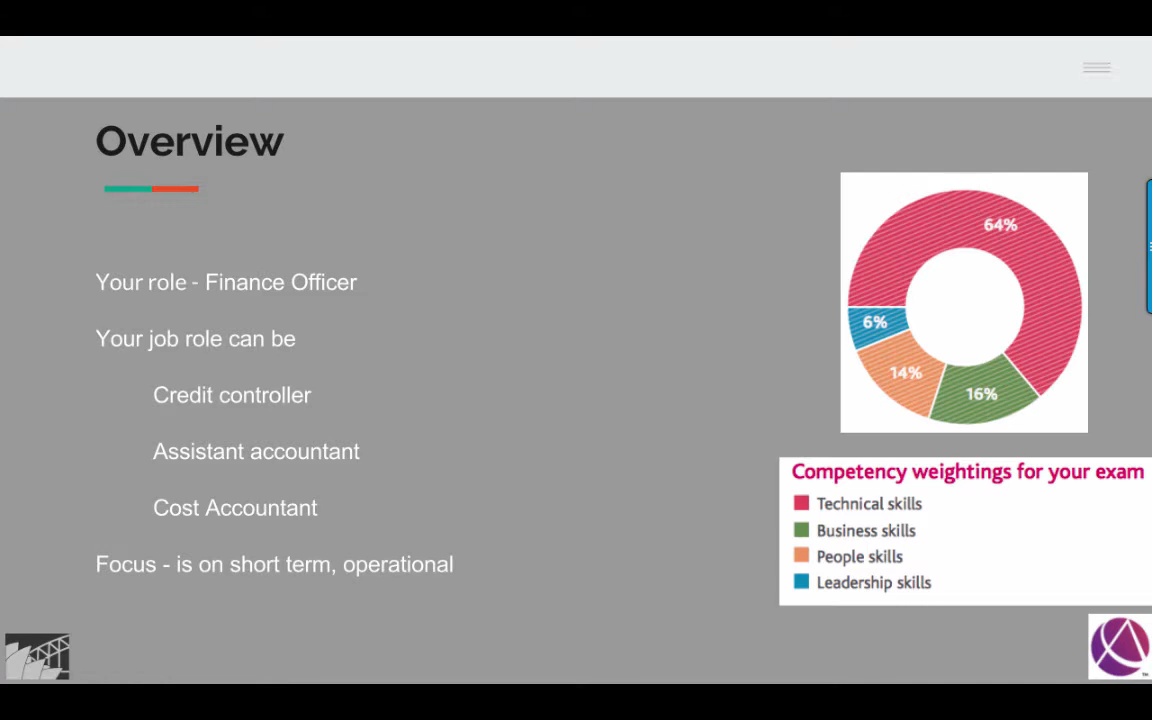 Overview
Your role - Finance Officer
Your job role can be
Credit controller
Assistant accountant
Cost Accountant
Focus - is on short term, operational
64%
6%
14%
16%
Competency weightings for your exam
Technical skills
Business skills
People skills
Leadership skills
TM